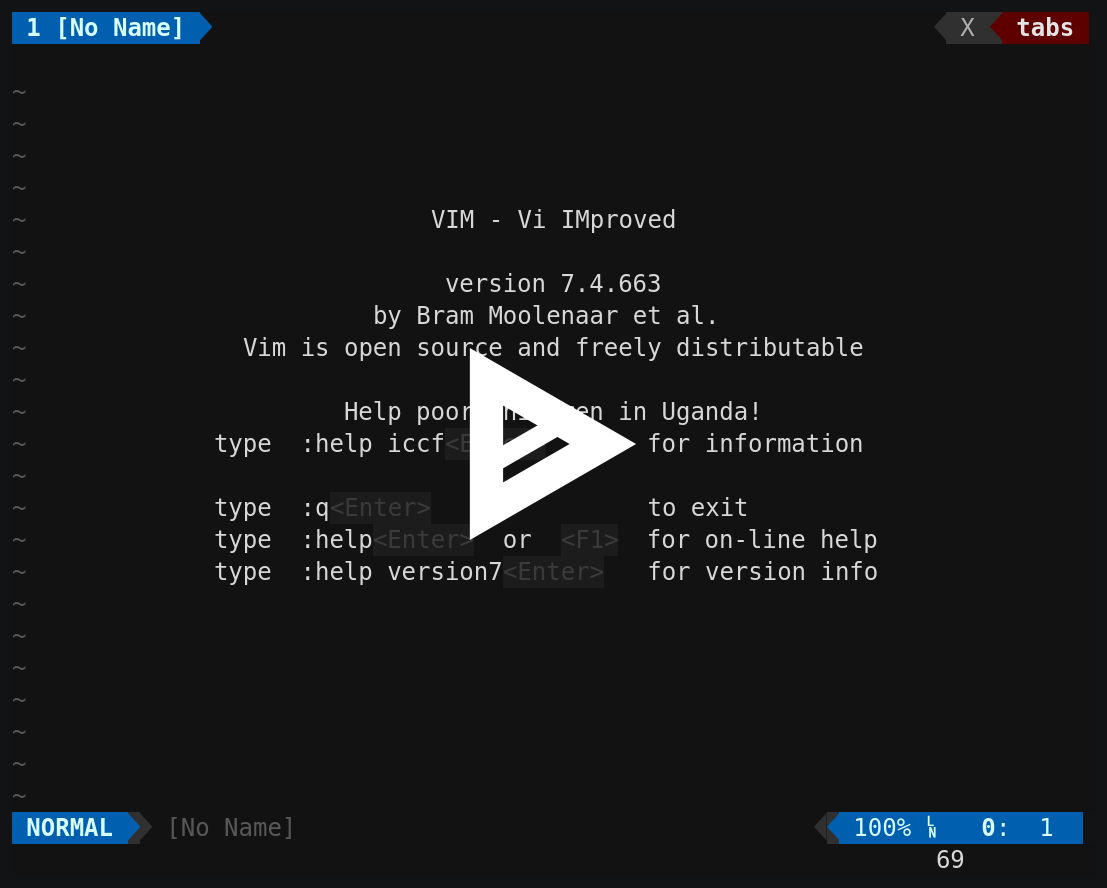 1 [No Name] X tabs
~
~
~
~
~ VIM - Vi IMproved
~
~ version 7.4.663
~ by Bram Moolenaar et al.
~ Vim is open source and freely distributable
~
~ Help poor in Uganda!
~ type :help iccf for information
~
~ type :q<Enter> to exit
~ type :help<Enter> or <F1> for on-line help
~ type :help version7<Enter> for version info
~
~
~
~
~
~
~
NORMAL [No Name] 100% LN 0: 1
69